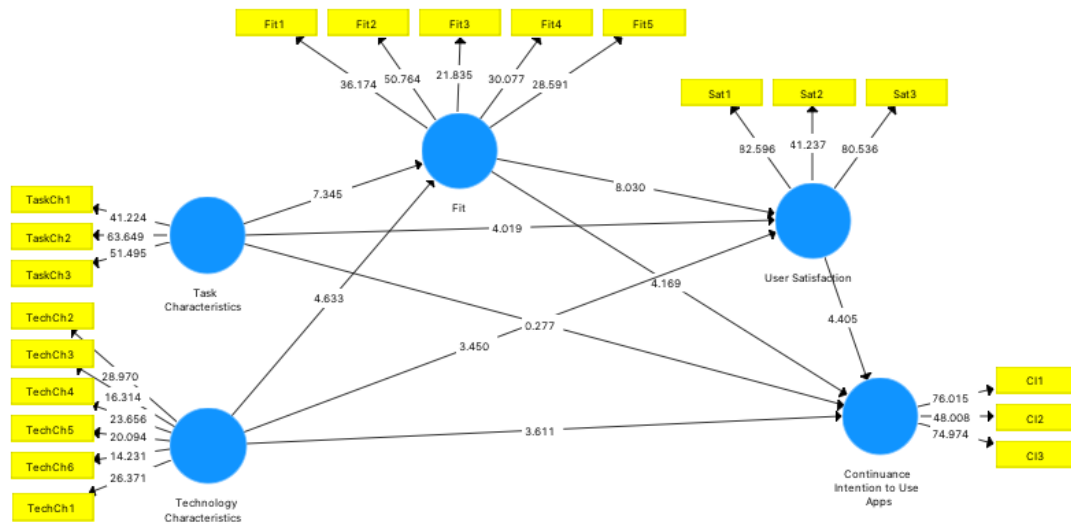 Fit1
Fit2
Fit3
Fit4
Fit5
36.174
50.764
21.835
30.077
28.591
Sat1
Sat2
Sat3
82.596
41.237
80.536
Fit
7.345
8.030
TaskCh1
TaskCh2
TaskCh3
41.224
63.649
51.495
Task
Characteristics
4.019
User Satisfaction
4.633
4.169
0.277
3.450
4.405
TechCh2
TechCh3
TechCh4
TechCh5
TechCh6
TechCh1
28.970
16.314
23.656
20.094
14.231
26.371
Technology
Characteristics
3.611
CI1
CI2
CI3
76.015
48.008
74.974
Continuance
Intention to Use
Apps